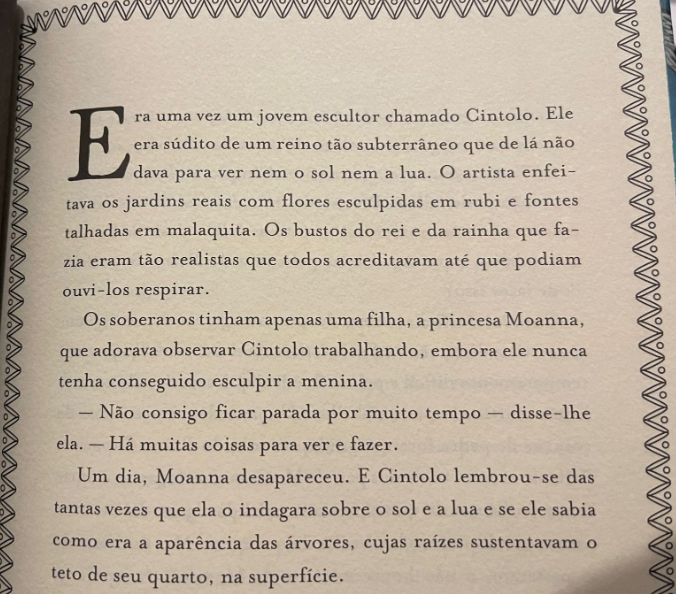 Era uma vez um jovem escultor chamado Cintolo. Ele
era súdito de um reino tão subterrâneo que de lá não
dava para ver nem o sol nem a lua. O artista enfei-
tava os jardins reais com flores esculpidas em rubi e fontes
talhadas em malaquita. Os bustos do rei e da rainha que fa-
zia eram tão realistas que todos acreditavam até que podiam
ouvi-los respirar.
Os soberanos tinham apenas uma filha, a princesa Moanna,
que adorava observar Cintolo trabalhando, embora ele nunca
tenha conseguido esculpir a menina.
— Não consigo ficar parada por muito tempo — disse-lhe
ela. — Há muitas coisas para ver e fazer.
Um dia, Moanna desapareceu. E Cintolo lembrou-se das
tantas vezes que ela o indagara sobre o sol e a lua e se ele sabia
como era a aparência das árvores, cujas raízes sustentavam o
teto de seu quarto, na superfície.